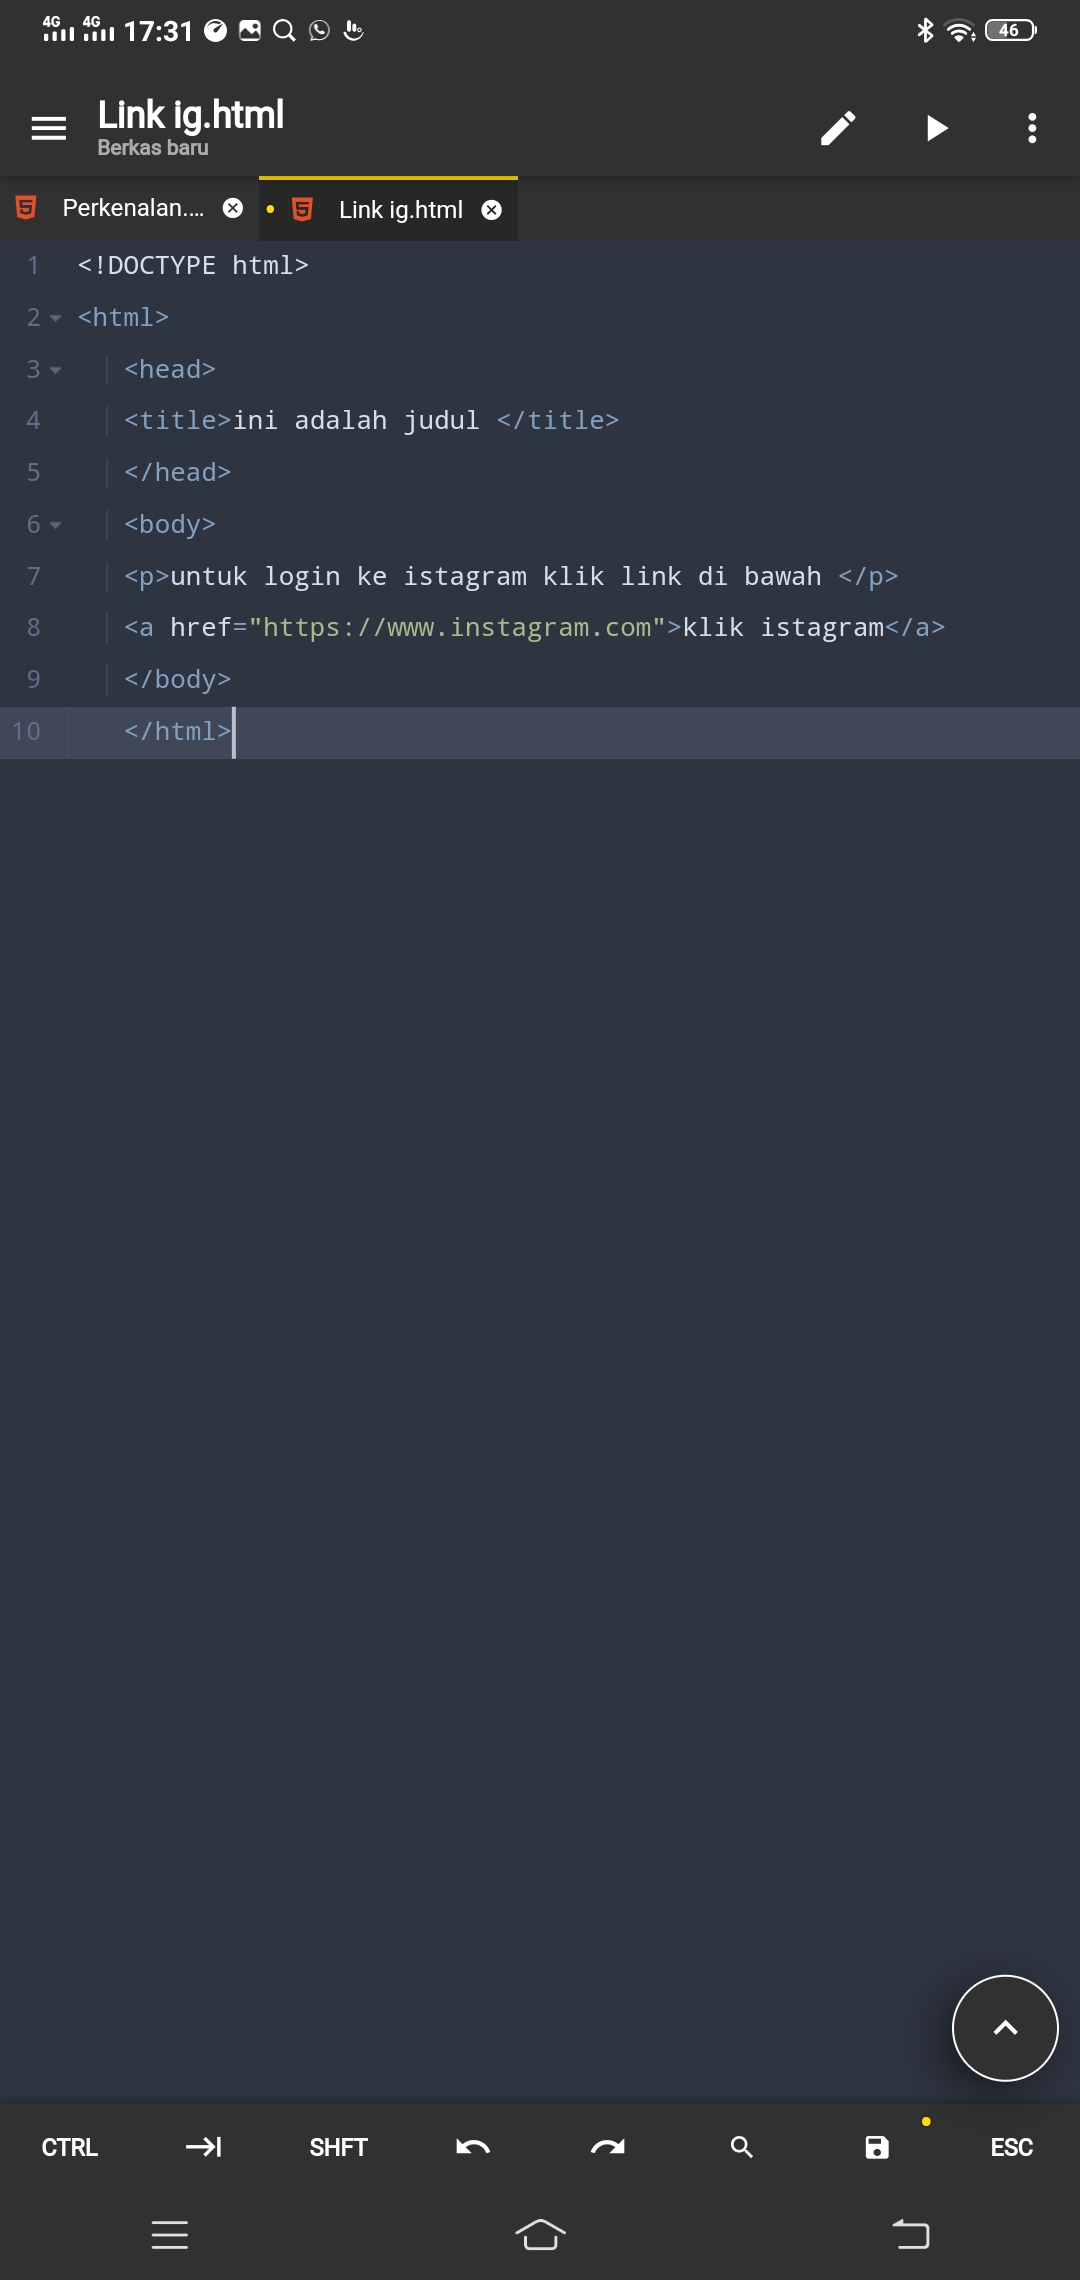 4G 4G 17:31 46
Link ig.html
Berkas baru
Perkenalan.... Link ig.html
1 <!DOCTYPE html>
2 <html>
3 <head>
4 <title>ini adalah judul </title>
5 </head>
6 <body>
7 <p>untuk login ke istagram klik link di bawah </p>
8 <a href="https://www.instagram.com">klik istagram</a>
9 </body>
10 </html>
CTRL SHFT ESC